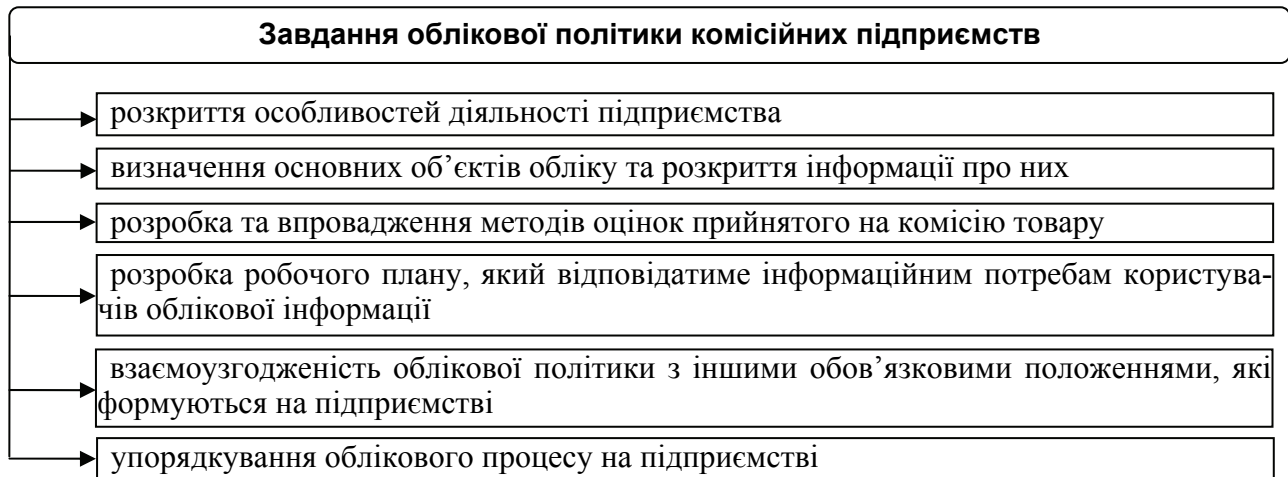 Завдання облікової політики комісійних підприємств
розкриття особливостей діяльності підприємства
визначення основних об’єктів обліку та розкриття інформації про них
розробка та впровадження методів оцінок прийнятого на комісію товару
розробка робочого плану, який відповідатиме інформаційним потребам користува-
чів облікової інформації
взаємоузгодженість облікової політики з іншими обов’язковими положеннями, які
формуються на підприємстві
упорядкування облікового процесу на підприємстві